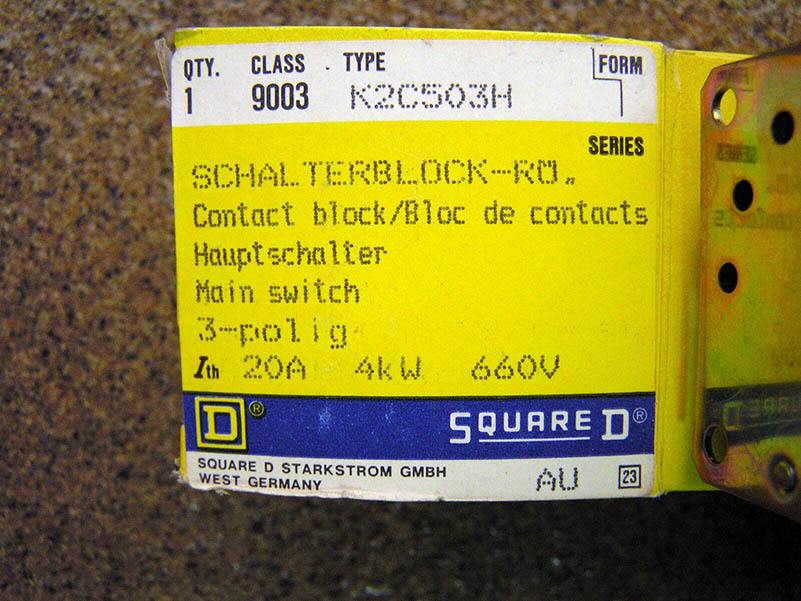 QTY. CLASS TYPE FORM
1 9003 K2C503H
SERIES
SCHALTERBLOCK-RÖ.
Contact block/Bloc de contacts
Hauptschalter
Main switch
3-polig
Ith 20A 4kW 660V
D® SQUARE D®
SQUARE D STARKSTROM GMBH
WEST GERMANY
AU 23